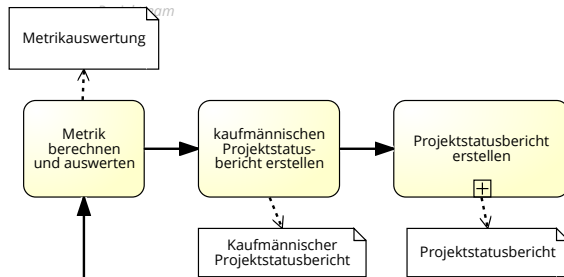 Metrikauswertung
Metrik
berechnen
und auswerten
kaufmännischen
Projektstatus-
bericht erstellen
Projektstatusbericht
erstellen
Kaufmännischer
Projektstatusbericht
Projektstatusbericht